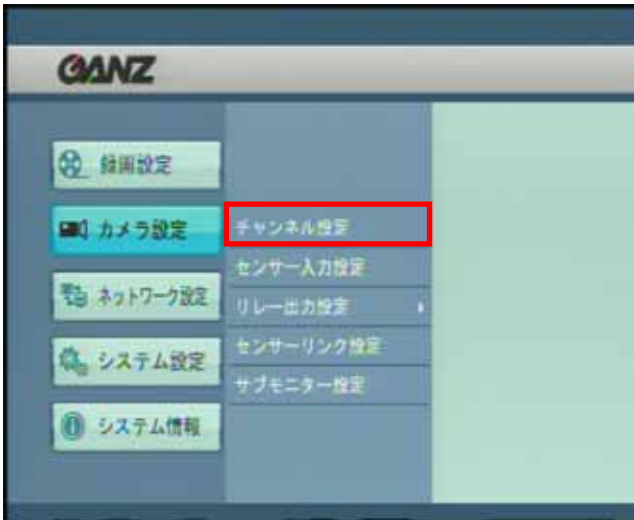 GANZ
録画設定
カメラ設定
ネットワーク設定
システム設定
システム情報
チャンネル設定
センサー入力設定
リレー出力設定
センサーリンク設定
サブモニター設定